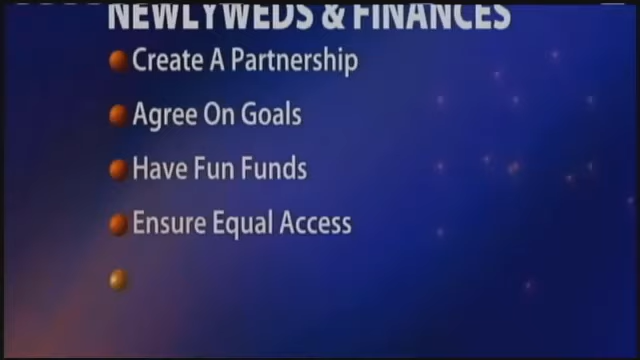 NEWLYWEDS & FINANCES
Create A Partnership
Agree On Goals
Have Fun Funds
Ensure Equal Access